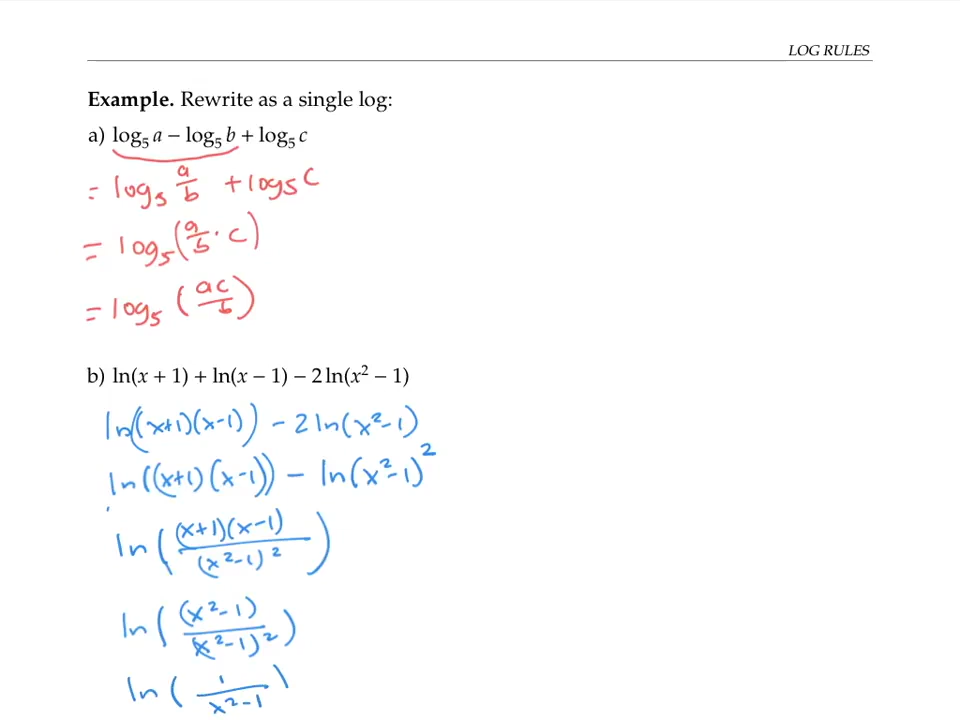 LOG RULES
Example. Rewrite as a single log:
a) log₅ a − log₅ b + log₅ c
= log₅ a/b + log₅ c
= log₅(a/b · c)
= log₅ (ac/b)
b) ln(x + 1) + ln(x − 1) − 2 ln(x² − 1)
ln((x+1)(x-1)) - 2 ln(x²-1)
ln((x+1)(x-1)) - ln(x²-1)²
ln((x+1)(x-1)/(x²-1)²)
ln((x²-1)/(x²-1)²)
ln(1/x²-1)